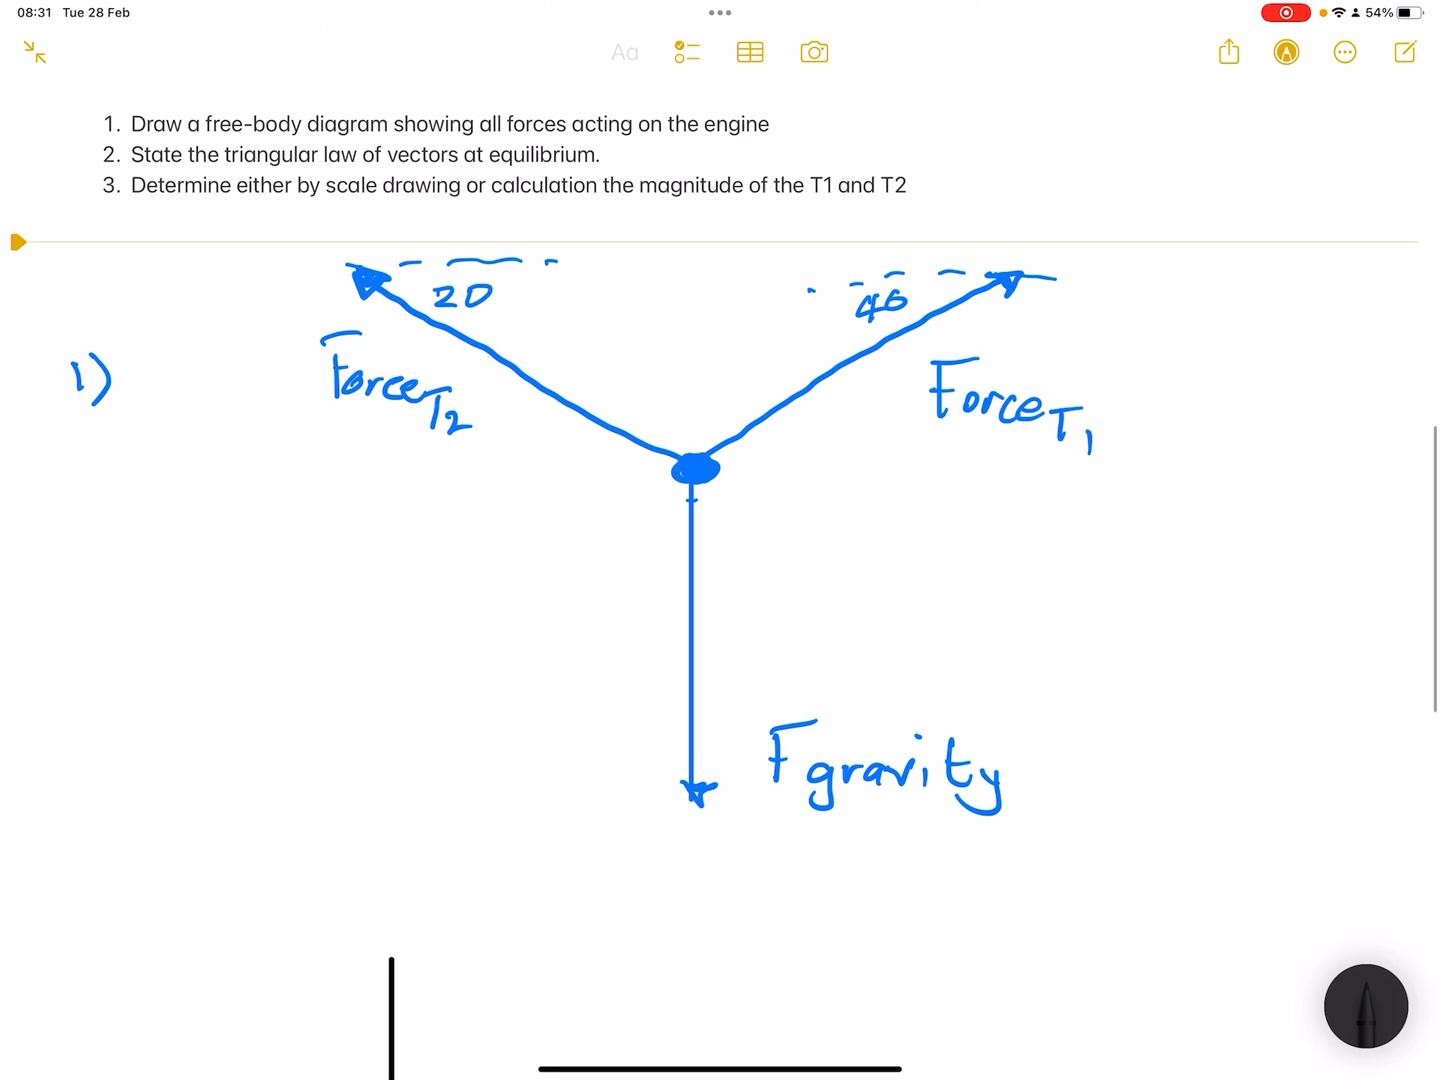 08:31 Tue 28 Feb
54%
Aa
1. Draw a free-body diagram showing all forces acting on the engine
2. State the triangular law of vectors at equilibrium.
3. Determine either by scale drawing or calculation the magnitude of the T1 and T2
20
40
1)
Force T2
Force T1
Fgravity